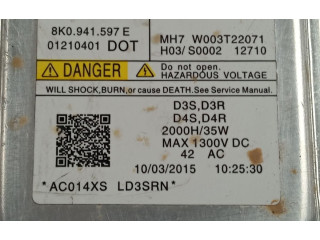 8K0.941.597 E
01210401 DOT
MH7 W003T22071
H03/ S0002 12710
DANGER
Do not open.
HAZARDOUS VOLTAGE
WILL SHOCK,BURN,or cause DEATH.See Service Manual.
D3S,D3R
D4S,D4R
2000H/35W
MAX 1300V DC
42 AC
10/03/2015 10:25:30
*AC014XS LD3SRN*